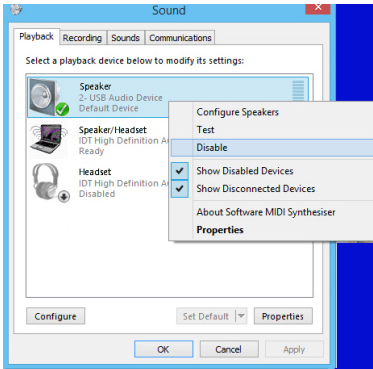 Sound
Playback Recording Sounds Communications
Select a playback device below to modify its settings:
Speaker
2- USB Audio Device
Default Device
Speaker/Headset
IDT High Definition
Ready
Headset
IDT High Definition
Disabled
Configure Speakers
Test
Disable
Show Disabled Devices
Show Disconnected Devices
About Software MIDI Synthesiser
Properties
Configure Set Default Properties
OK Cancel Apply